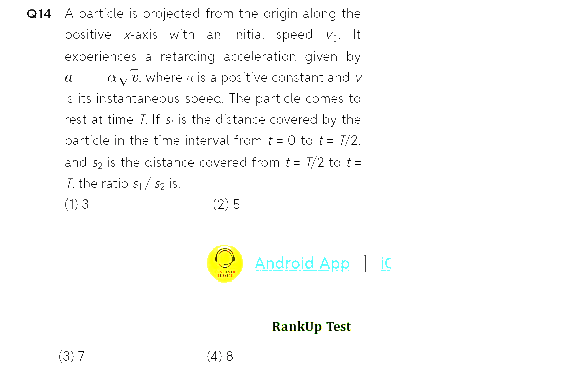 Q14 A particle is projected from the origin along the
positive x-axis with an initial speed v₀. It
experiences a retarding acceleration given by
a α√v, where α is a positive constant and v
is its instantaneous speed. The particle comes to
rest at time T. If s₁ is the distance covered by the
particle in the time interval from t = 0 to t = T/2,
and s₂ is the distance covered from t = T/2 to t =
T, the ratio s₁ / s₂ is.
(1) 3 (2) 5
Android App |
RankUp Test
(3) 7 (4) 8